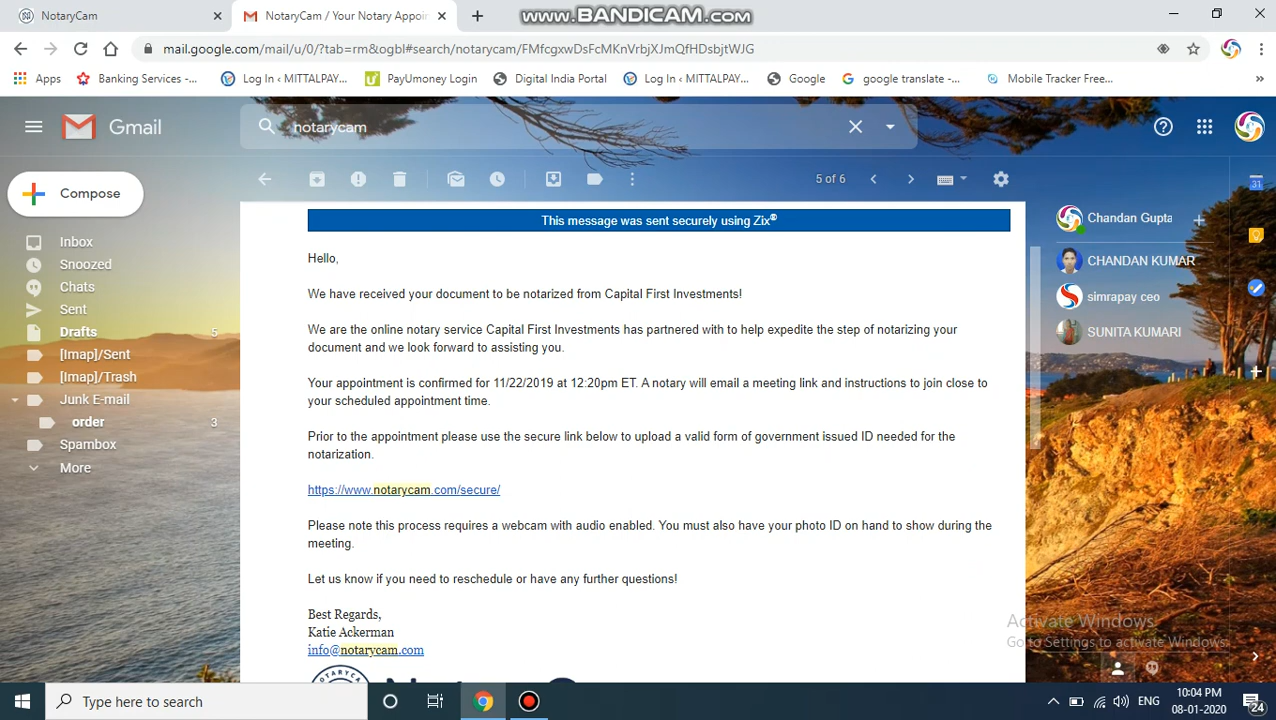 www.BANDICAM.com
NotaryCam
NotaryCam / Your Notary Appoi
mail.google.com/mail/u/0/?tab=rm&ogbl#search/notarycam/FMfcgxwDsFcMKnVrbjXJmQfHDsbjtWJG
Apps
Banking Services -...
Log In ‹ MITTALPAY...
PayUmoney Login
Digital India Portal
Log In ‹ MITTALPAY...
Google
google translate -...
Mobile Tracker Free...
Gmail
notarycam
Compose
5 of 6
Inbox
Snoozed
Chats
Sent
Drafts 5
[Imap]/Sent
[Imap]/Trash
Junk E-mail
order 3
Spambox
More
This message was sent securely using Zix®
Hello,
We have received your document to be notarized from Capital First Investments!
We are the online notary service Capital First Investments has partnered with to help expedite the step of notarizing your
document and we look forward to assisting you.
Your appointment is confirmed for 11/22/2019 at 12:20pm ET. A notary will email a meeting link and instructions to join close to
your scheduled appointment time.
Prior to the appointment please use the secure link below to upload a valid form of government issued ID needed for the
notarization.
https://www.notarycam.com/secure/
Please note this process requires a webcam with audio enabled. You must also have your photo ID on hand to show during the
meeting.
Let us know if you need to reschedule or have any further questions!
Best Regards,
Katie Ackerman
info@notarycam.com
31
Chandan Gupta
CHANDAN KUMAR
simrapay ceo
SUNITA KUMARI
Activate Windows
Go to Settings to activate Windows.
Type here to search
ENG
10:04 PM
08-01-2020
24